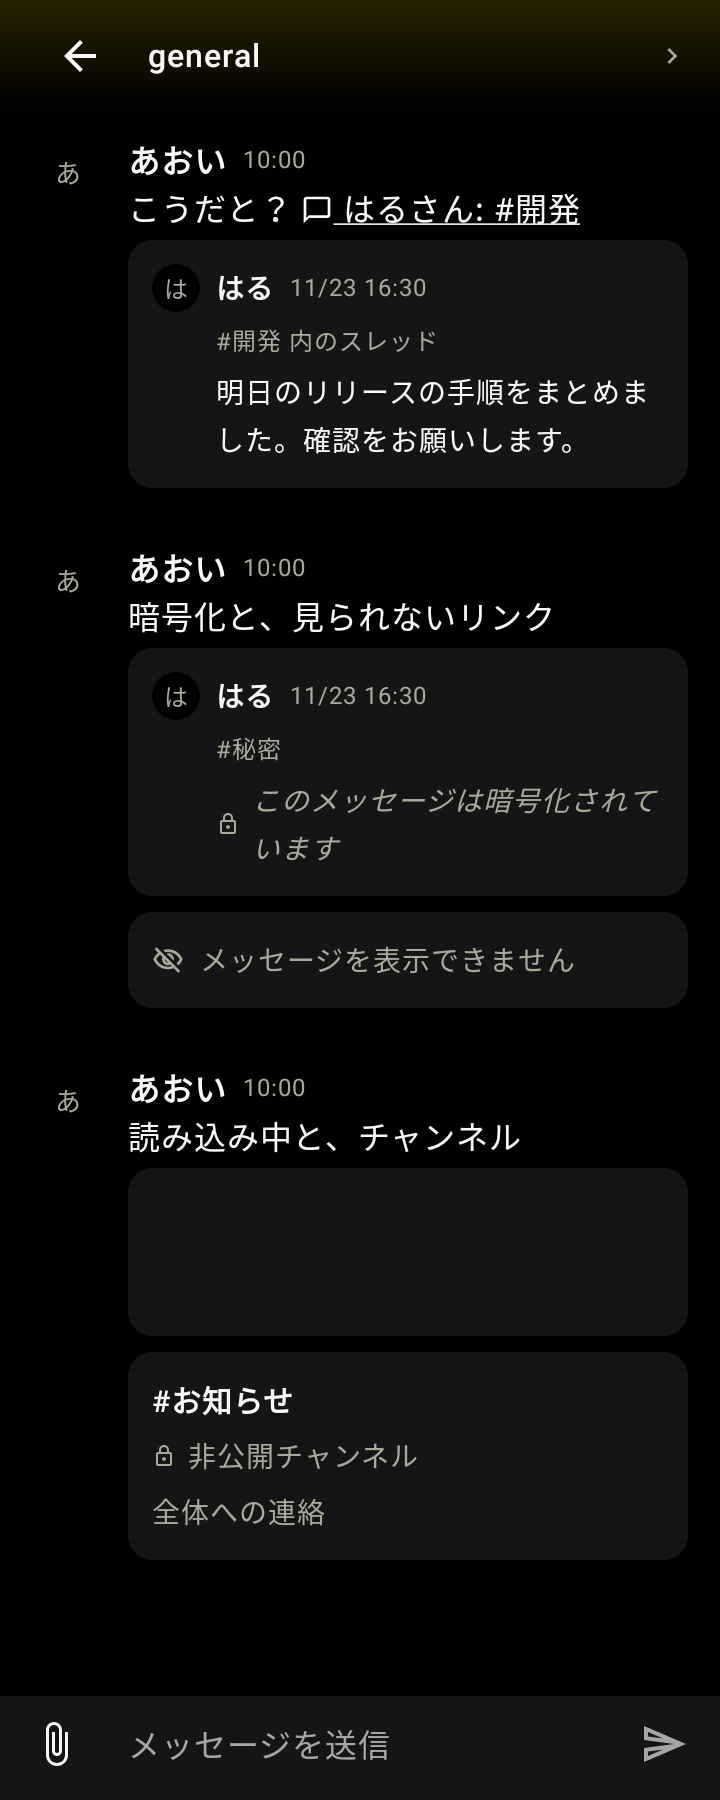 general
あ
あおい 10:00
こうだと？ はるさん: #開発
は はる 11/23 16:30
#開発 内のスレッド
明日のリリースの手順をまとめま
した。確認をお願いします。
あ
あおい 10:00
暗号化と、見られないリンク
は はる 11/23 16:30
#秘密
このメッセージは暗号化されて
います
メッセージを表示できません
あ
あおい 10:00
読み込み中と、チャンネル
#お知らせ
非公開チャンネル
全体への連絡
メッセージを送信